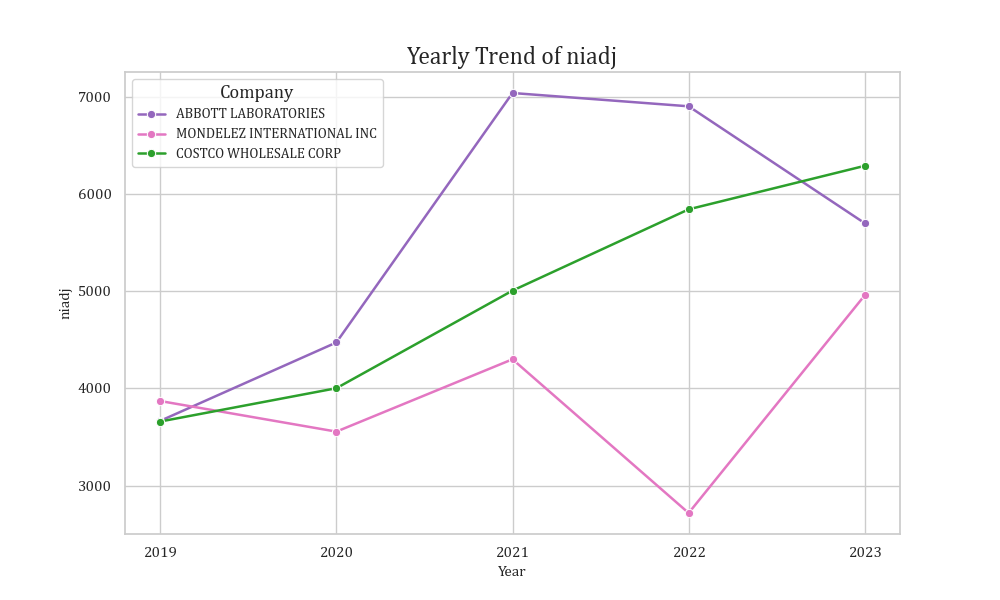 Yearly Trend of niadj
Company
ABBOTT LABORATORIES
MONDELEZ INTERNATIONAL INC
COSTCO WHOLESALE CORP
7000
6000
5000
4000
3000
niadj
2019 2020 2021 2022 2023
Year